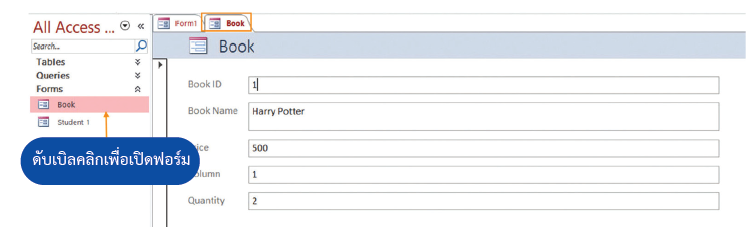 All Access ...
Search...
Tables
Queries
Forms
Book
Student 1
ดับเบิลคลิกเพื่อเปิดฟอร์ม
Form1
Book
Book
Book ID
1
Book Name
Harry Potter
500
1
Quantity
2